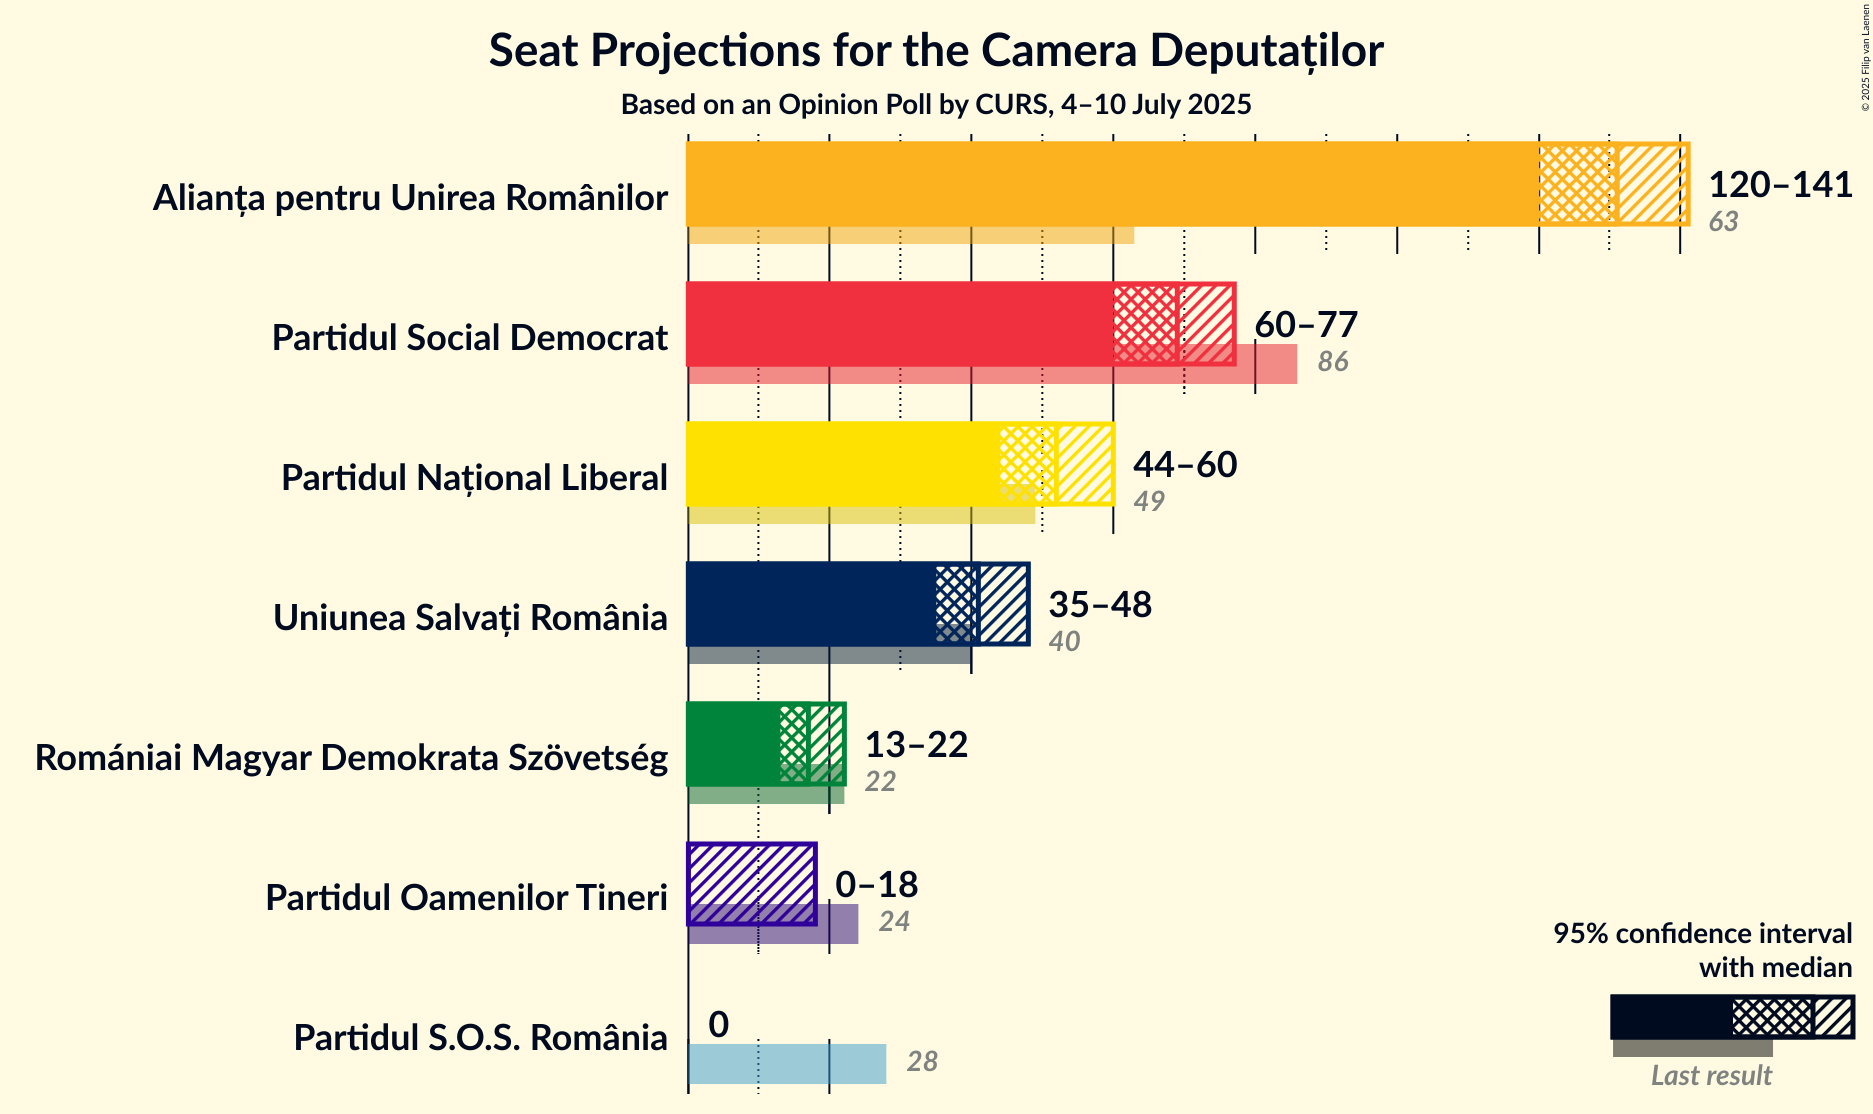 Seat Projections for the Camera Deputaților
Based on an Opinion Poll by CURS, 4–10 July 2025
© 2025 Filip van Laenen
Alianța pentru Unirea Românilor
120–141
63
Partidul Social Democrat
60–77
86
Partidul Național Liberal
44–60
49
Uniunea Salvați România
35–48
40
Romániai Magyar Demokrata Szövetség
13–22
22
Partidul Oamenilor Tineri
0–18
24
Partidul S.O.S. România
0
28
95% confidence interval
with median
Last result